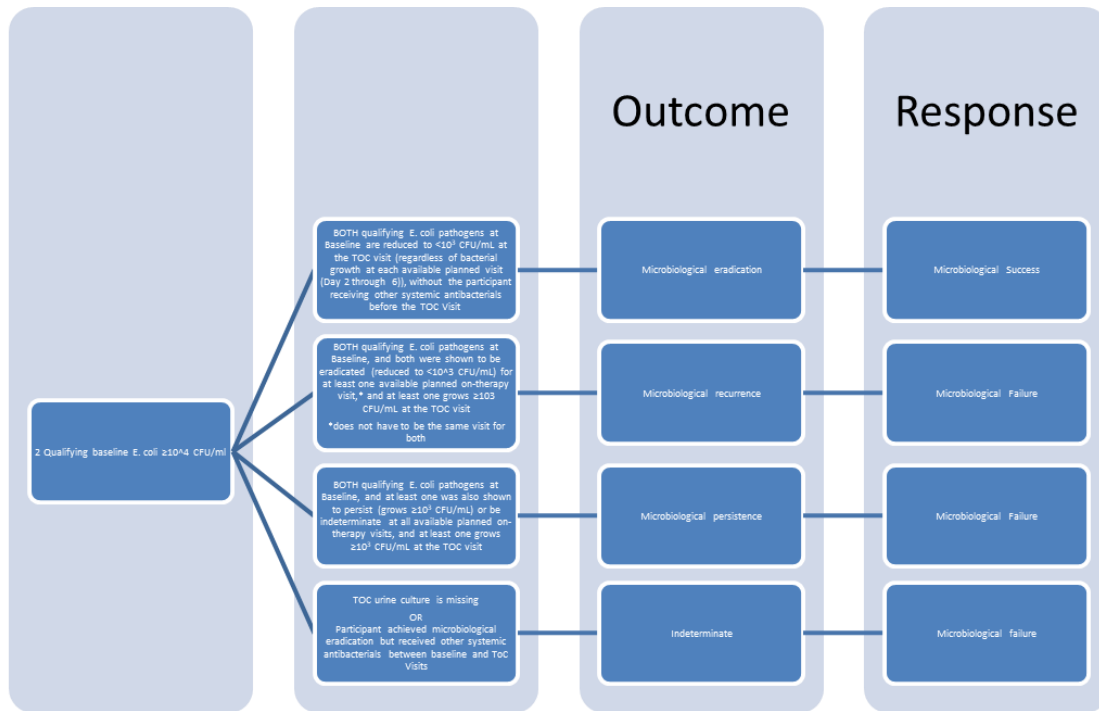 Outcome
Response
2 Qualifying baseline E. coli ≥10^4 CFU/ml
BOTH qualifying E. coli pathogens at
Baseline are reduced to <10³ CFU/mL at
the TOC visit (regardless of bacterial
growth at each available planned visit
(Day 2 through 6)), without the participant
receiving other systemic antibacterials
before the TOC Visit
Microbiological eradication
Microbiological Success
BOTH qualifying E. coli pathogens at
Baseline, and both were shown to be
eradicated (reduced to <10^3 CFU/mL) for
at least one available planned on-therapy
visit,* and at least one grows ≥103
CFU/mL at the TOC visit
*does not have to be the same visit for
both
Microbiological recurrence
Microbiological Failure
BOTH qualifying E. coli pathogens at
Baseline, and at least one was also shown
to persist (grows ≥10³ CFU/mL) or be
indeterminate at all available planned on-
therapy visits, and at least one grows
≥10³ CFU/mL at the TOC visit
Microbiological persistence
Microbiological Failure
TOC urine culture is missing
OR
Participant achieved microbiological
eradication but received other systemic
antibacterials between baseline and ToC
Visits
Indeterminate
Microbiological failure